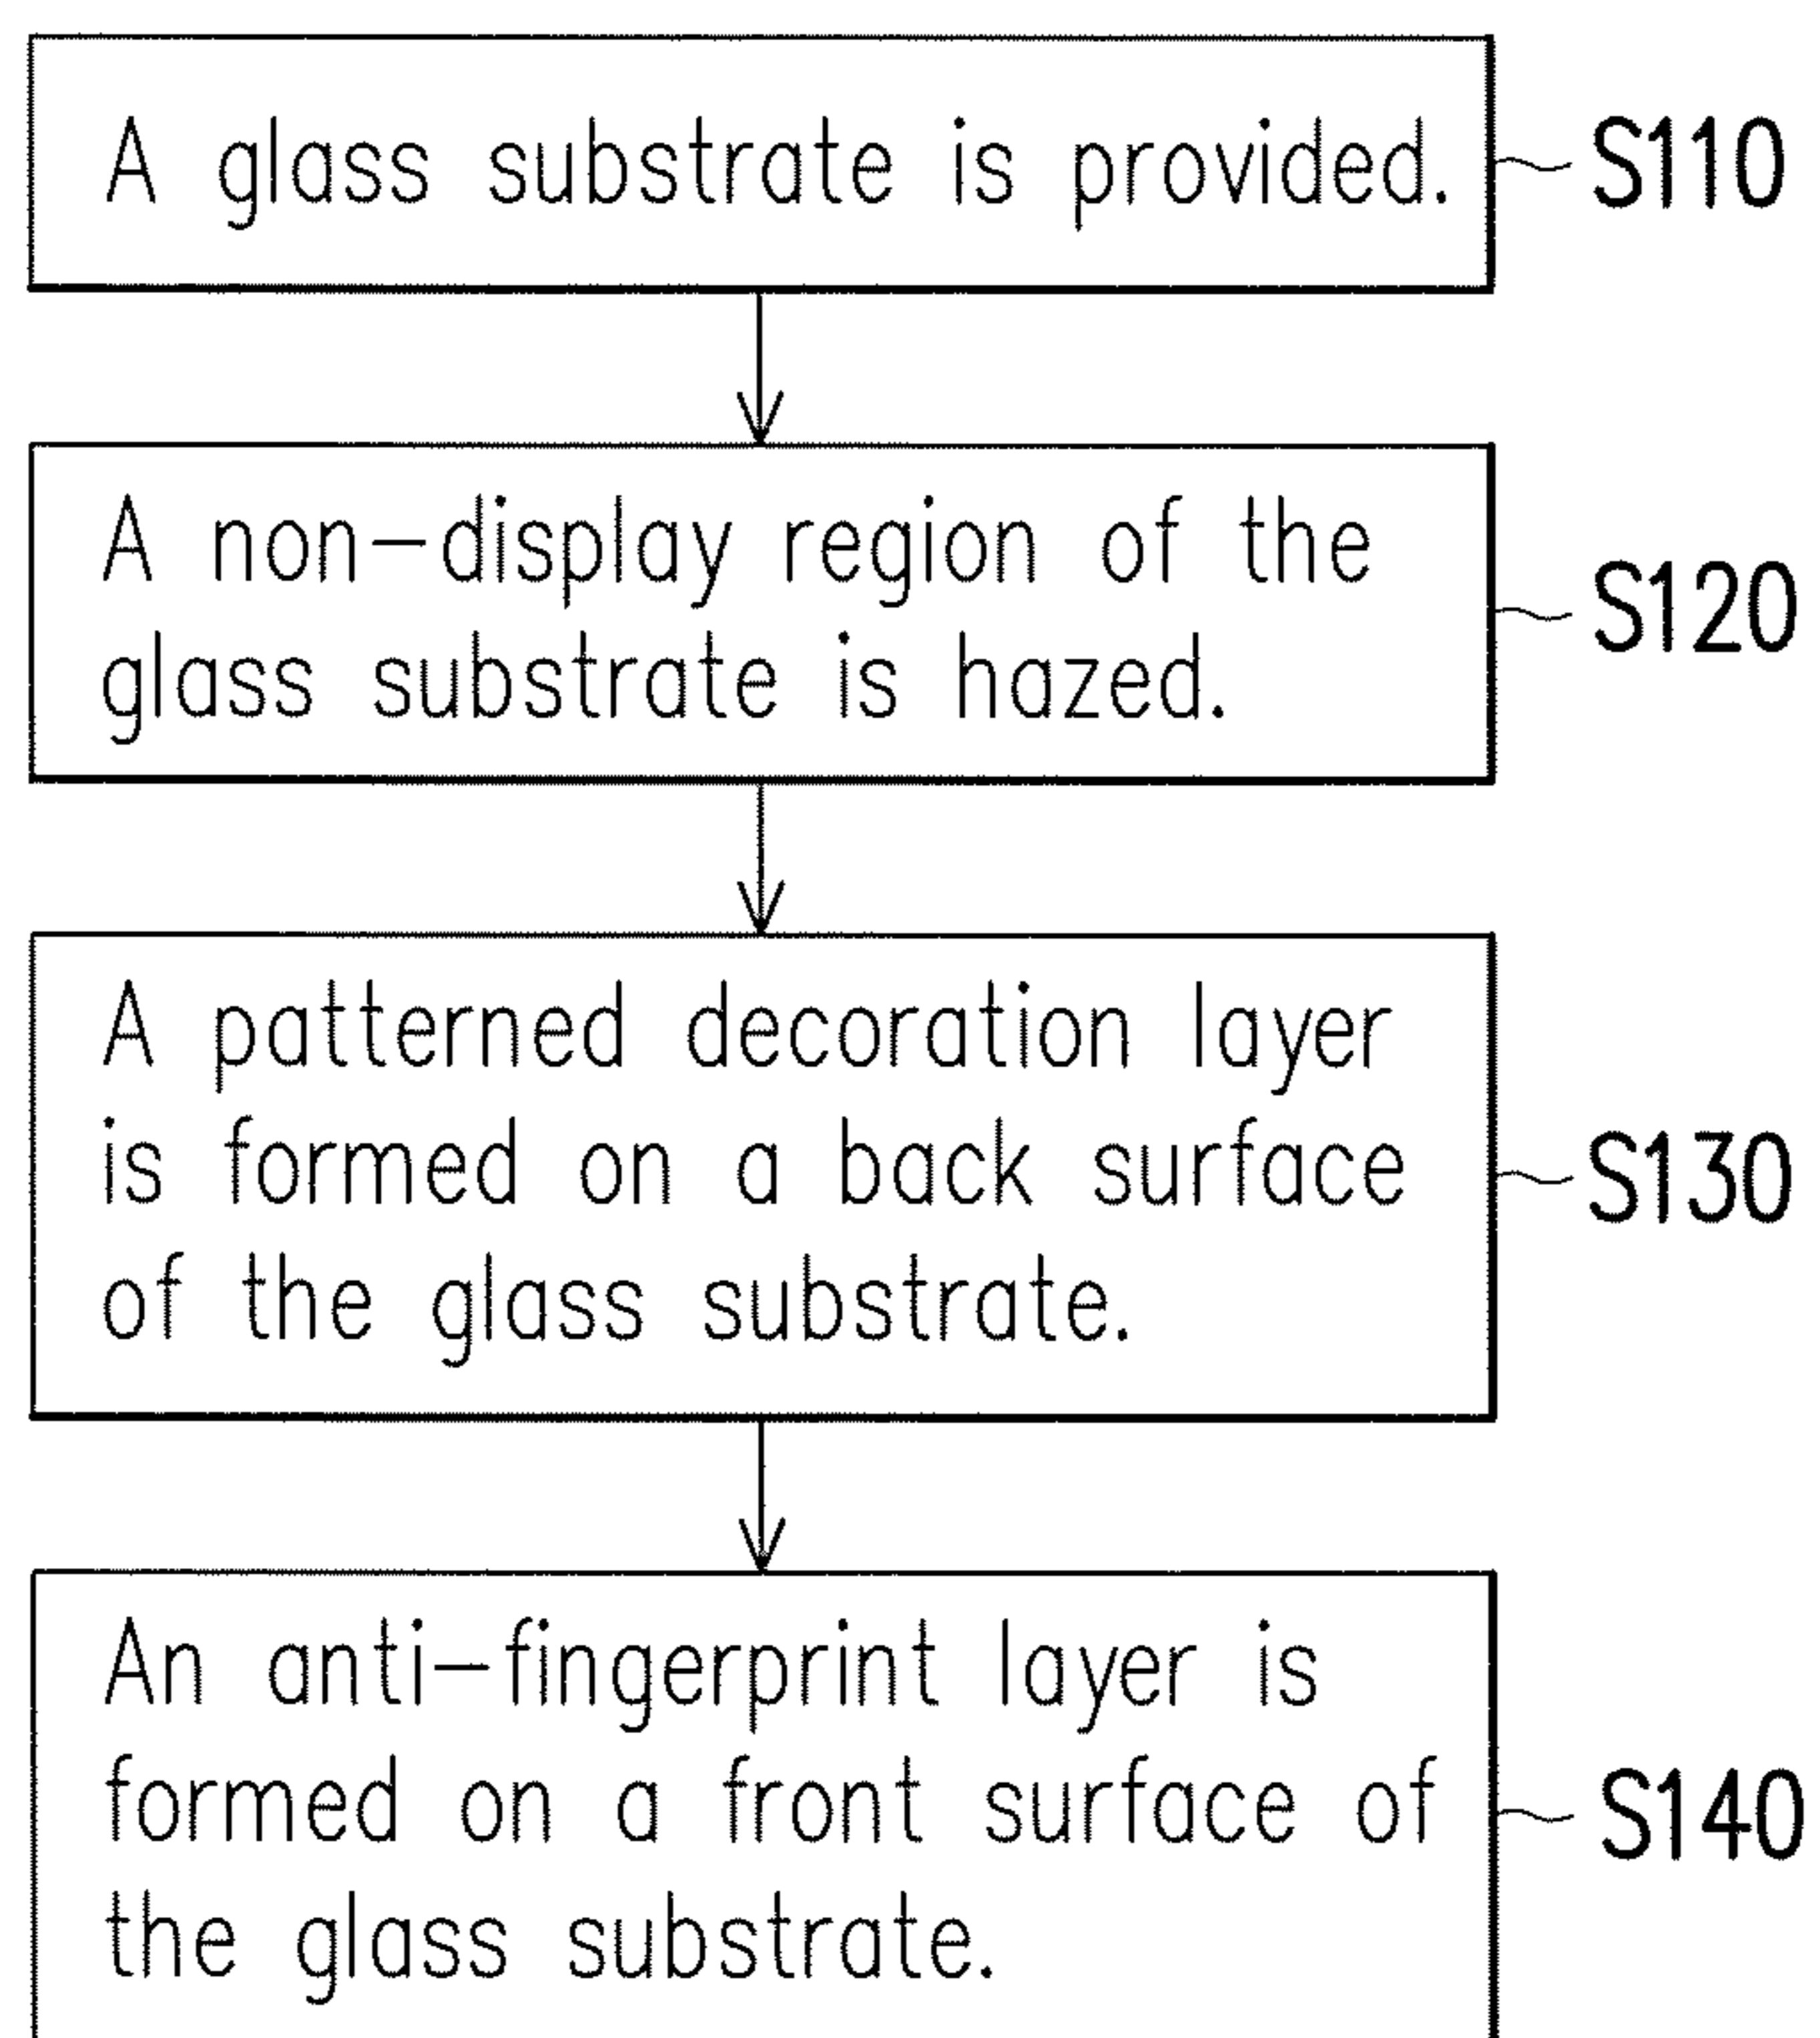 A glass substrate is provided.
S110
A non-display region of the
glass substrate is hazed.
S120
A patterned decoration layer
is formed on a back surface
of the glass substrate.
S130
An anti-fingerprint layer is
formed on a front surface of
the glass substrate.
S140